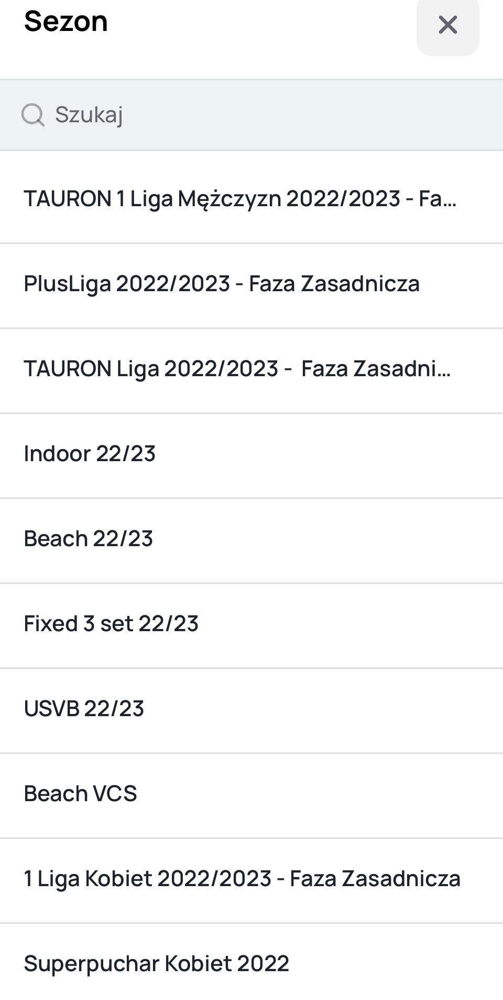 Sezon
Szukaj
TAURON 1 Liga Mężczyzn 2022/2023 - Fa...
PlusLiga 2022/2023 - Faza Zasadnicza
TAURON Liga 2022/2023 -  Faza Zasadni...
Indoor 22/23
Beach 22/23
Fixed 3 set 22/23
USVB 22/23
Beach VCS
1 Liga Kobiet 2022/2023 - Faza Zasadnicza
Superpuchar Kobiet 2022